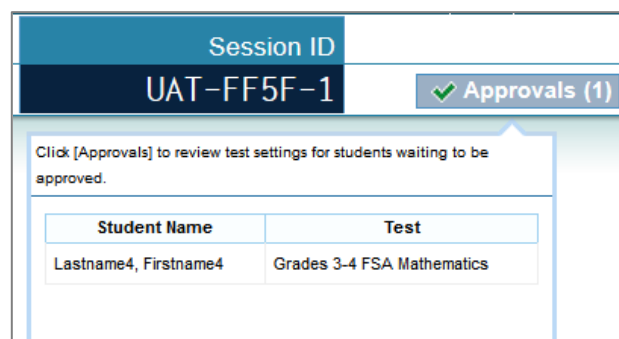 Session ID
UAT-FF5F-1
Approvals (1)
Click [Approvals] to review test settings for students waiting to be
approved.
Student Name Test
Lastname4, Firstname4 Grades 3-4 FSA Mathematics